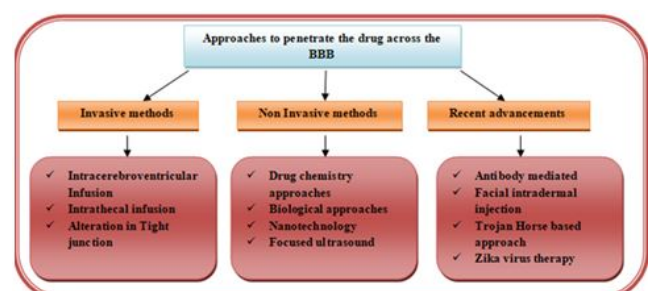 Approaches to penetrate the drug across the
BBB
Invasive methods
Non Invasive methods
Recent advancements
✓ Intracerebroventricular
Infusion
✓ Intrathecal infusion
✓ Alteration in Tight
junction
✓ Drug chemistry
approaches
✓ Biological approaches
✓ Nanotechnology
✓ Focused ultrasound
✓ Antibody mediated
✓ Facial intradermal
injection
✓ Trojan Horse based
approach
✓ Zika virus therapy